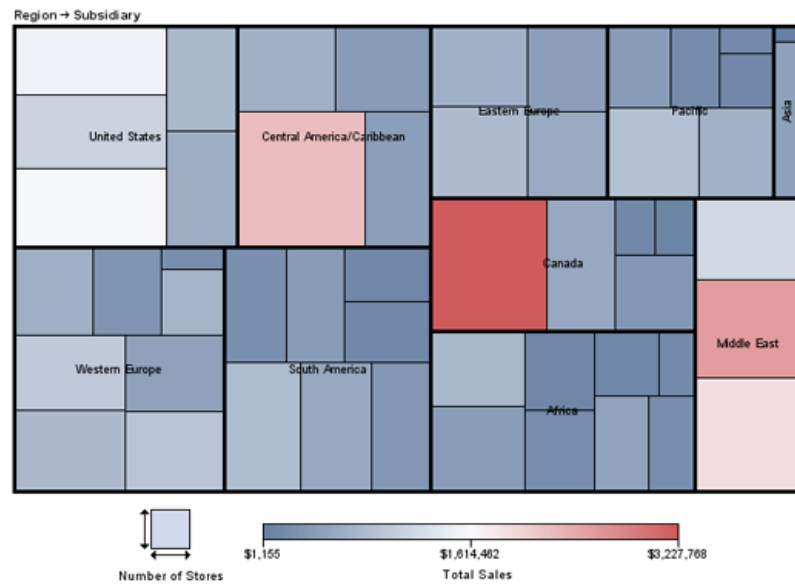 Region → Subsidiary
United States
Central America/Caribbean
Eastern Europe
Pacific
Asia
Canada
Middle East
Western Europe
South America
Africa
$1,155
$1,614,462
$3,227,768
Number of Stores
Total Sales